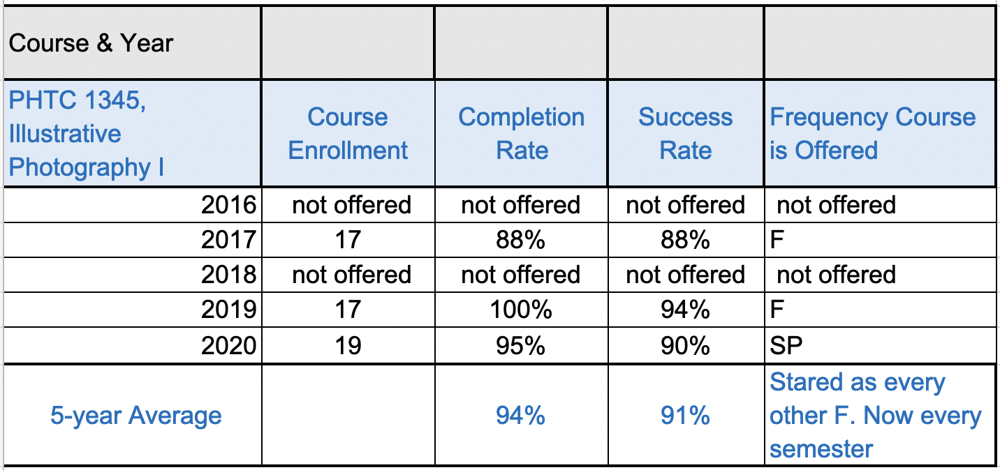 Course & Year
PHTC 1345,
Illustrative
Photography I
Course
Enrollment
Completion
Rate
Success
Rate
Frequency Course
is Offered
2016 not offered not offered not offered not offered
2017 17 88% 88% F
2018 not offered not offered not offered not offered
2019 17 100% 94% F
2020 19 95% 90% SP
5-year Average 94% 91%
Stared as every
other F. Now every
semester